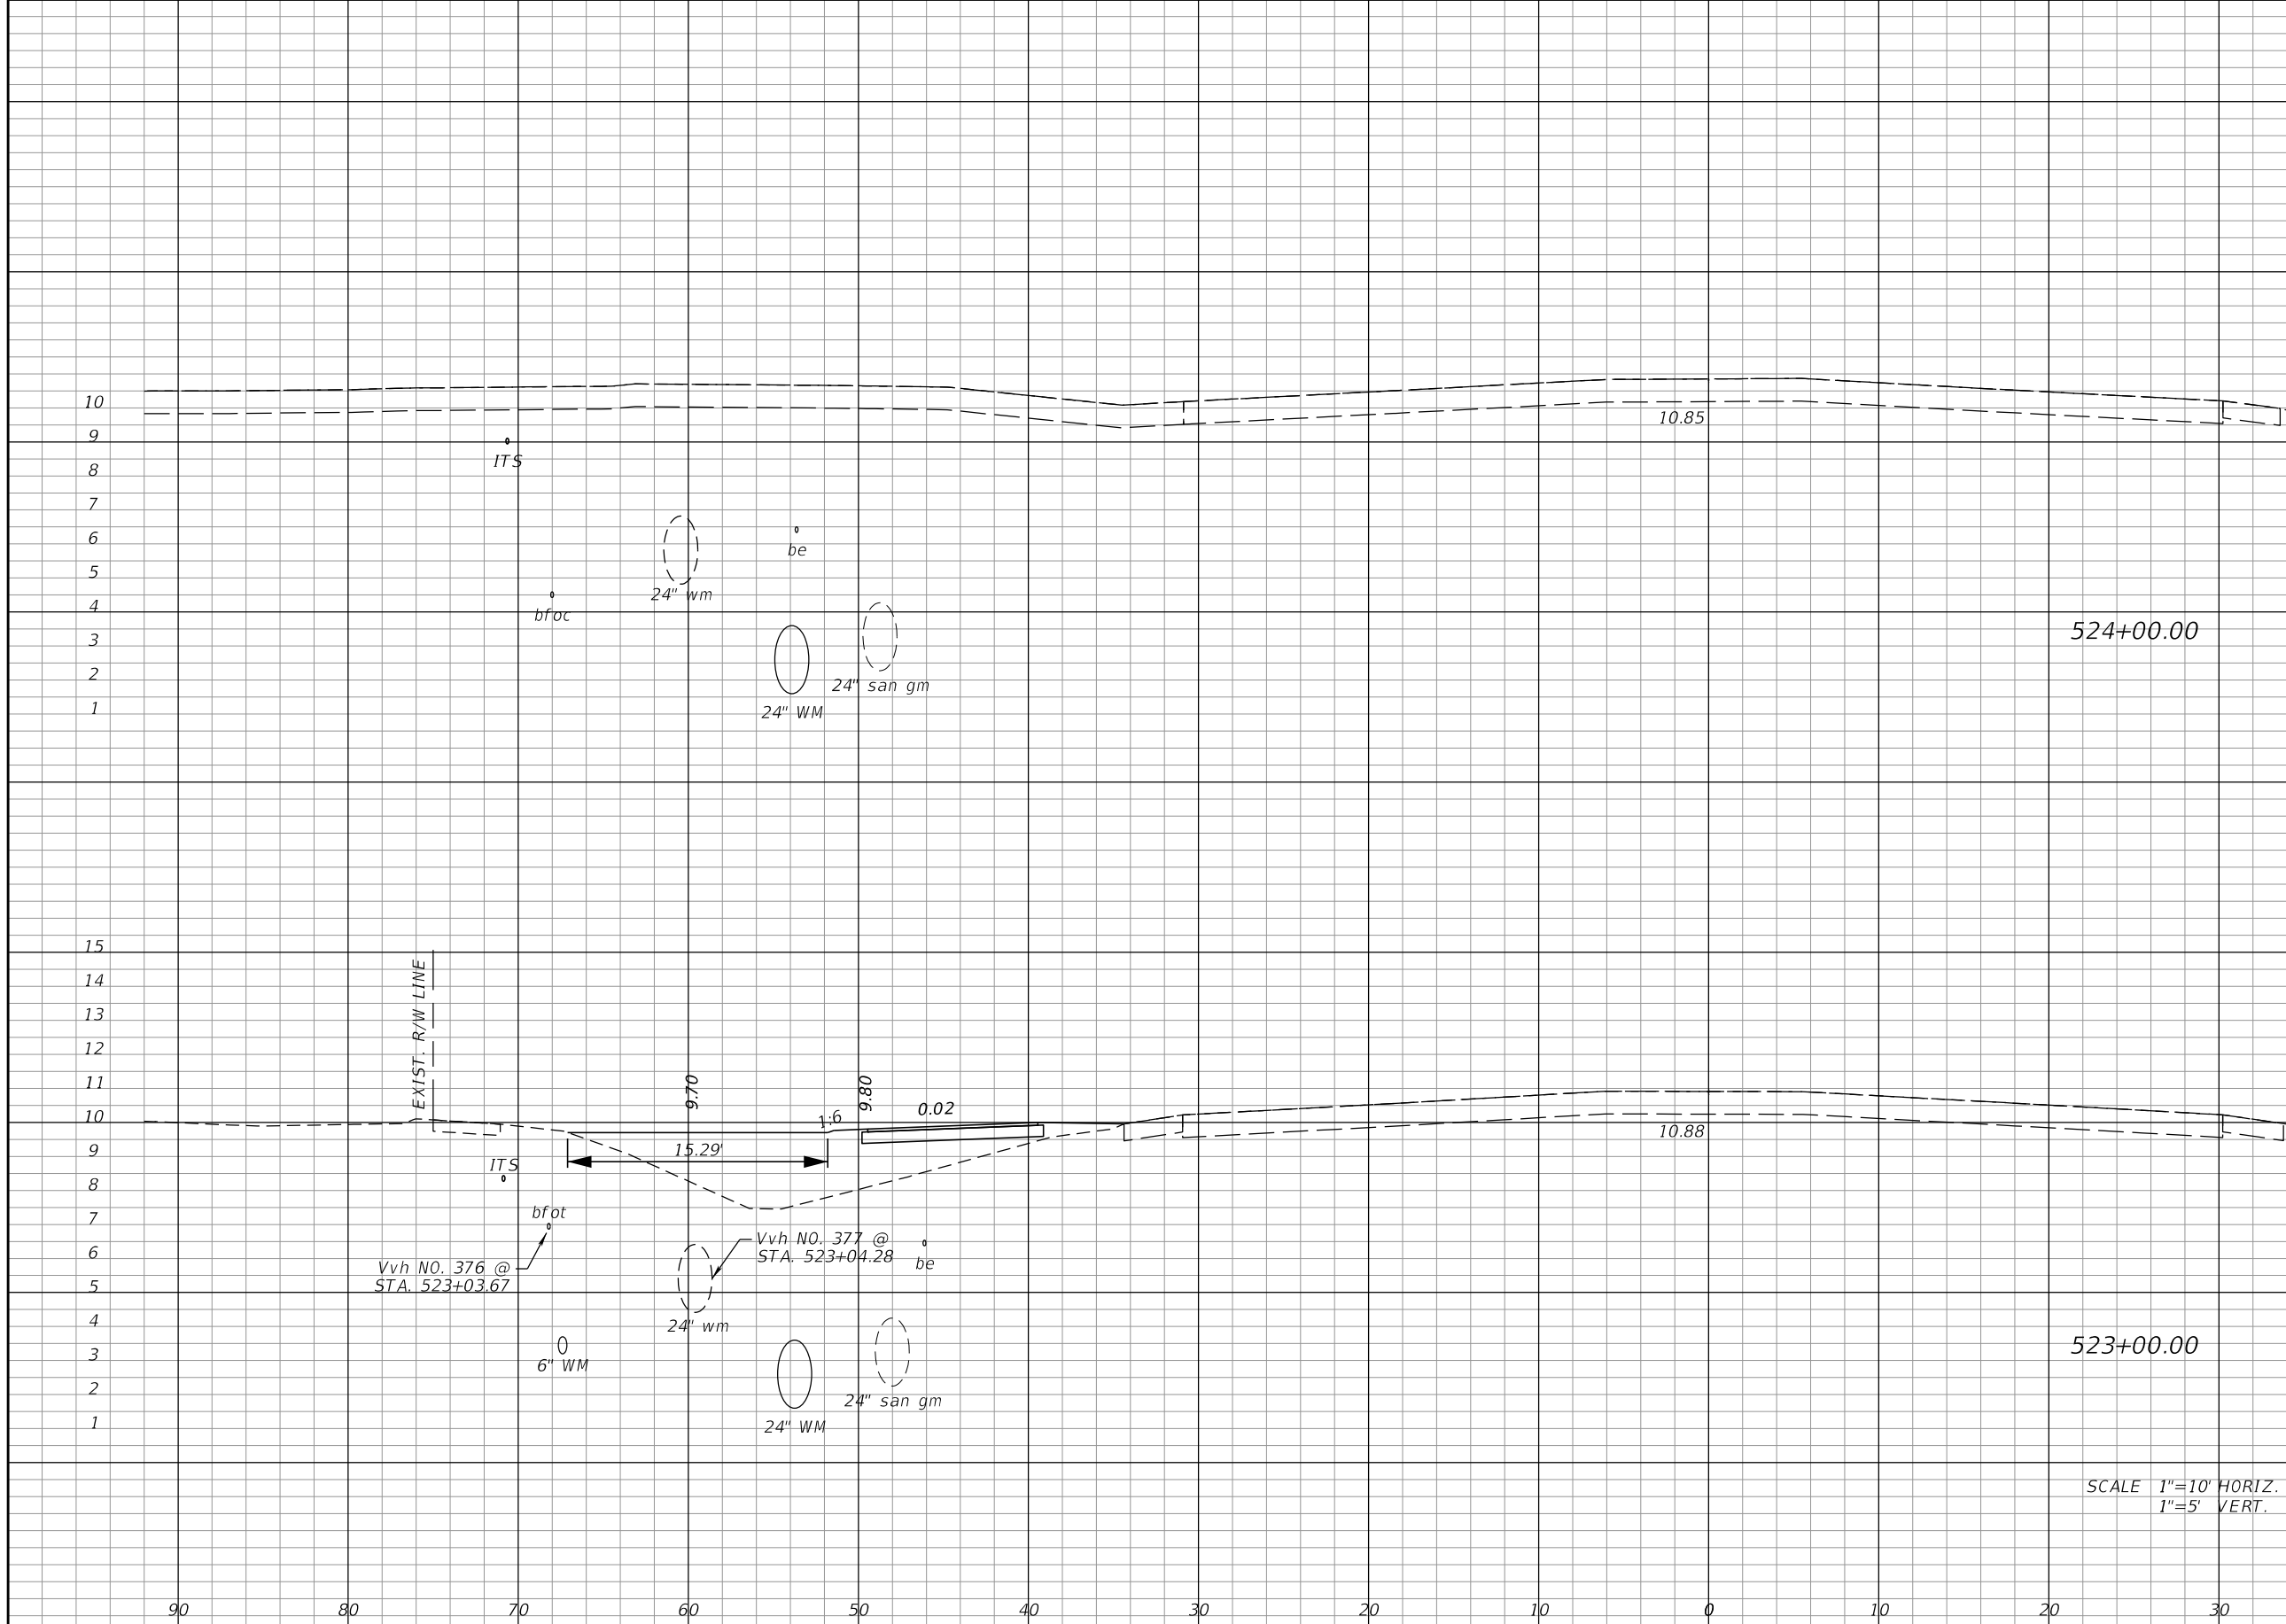 10
9
ITS
8
7
6
be
5
24" wm
4
bfoc
3
524+00.00
2
24" san gm
1
24" WM
10.85
15
14
13
12
11
10
9
8
7
6
5
4
3
2
1
EXIST. R/W LINE
9.70
9.80
1:6
0.02
15.29'
10.88
ITS
bfot
Vvh NO. 377 @
STA. 523+04.28
be
Vvh NO. 376 @
STA. 523+03.67
24" wm
6" WM
523+00.00
24" san gm
24" WM
SCALE 1"=10' HORIZ.
1"=5' VERT.
90 80 70 60 50 40 30 20 10 0 10 20 30